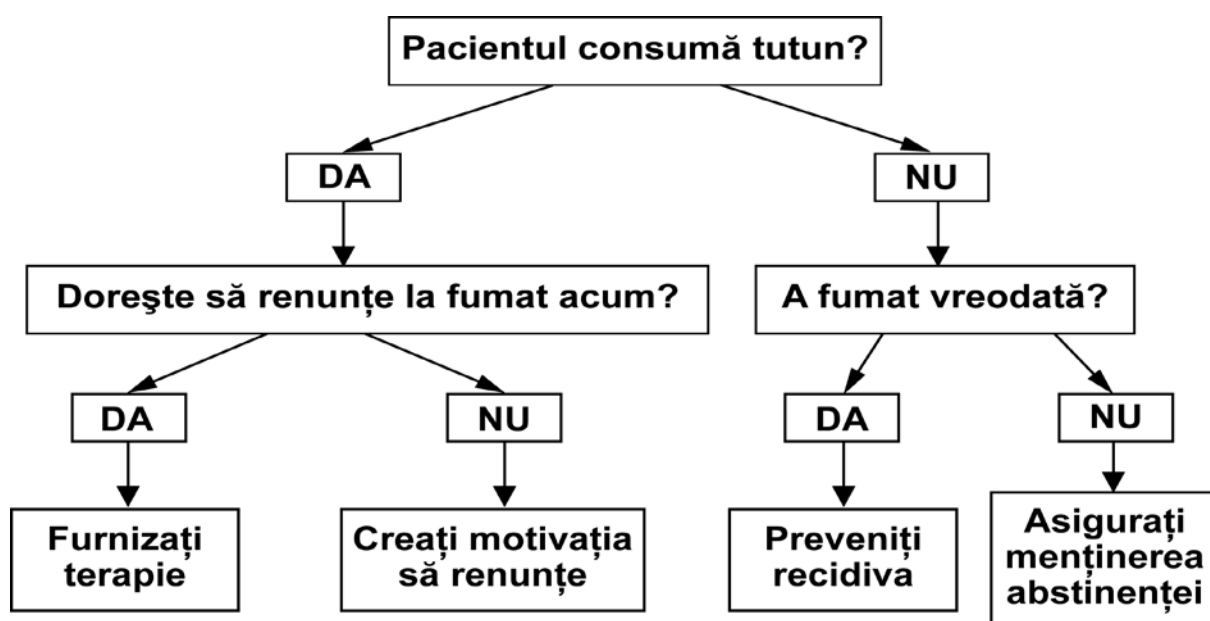 Pacientul consumă tutun?
DA
NU
Doreşte să renunțe la fumat acum?
A fumat vreodată?
DA
NU
DA
NU
Furnizați
terapie
Creați motivația
să renunțe
Preveniți
recidiva
Asigurați
menținerea
abstinenței